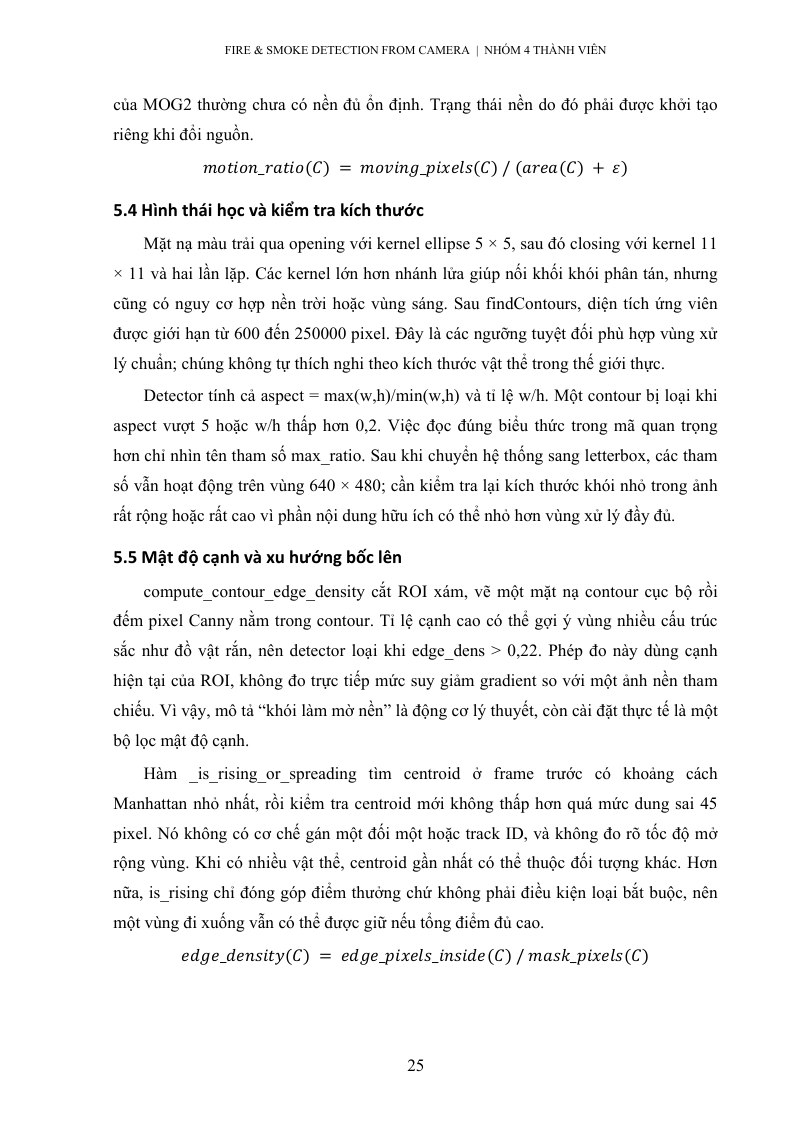 FIRE & SMOKE DETECTION FROM CAMERA | NHÓM 4 THÀNH VIÊN
của MOG2 thường chưa có nền đủ ổn định. Trạng thái nền do đó phải được khởi tạo
riêng khi đổi nguồn.
motion_ratio(C) = moving_pixels(C) / (area(C) + ε)
5.4 Hình thái học và kiểm tra kích thước
Mặt nạ màu trải qua opening với kernel ellipse 5 × 5, sau đó closing với kernel 11
× 11 và hai lần lặp. Các kernel lớn hơn nhánh lửa giúp nối khối khói phân tán, nhưng
cũng có nguy cơ hợp nền trời hoặc vùng sáng. Sau findContours, diện tích ứng viên
được giới hạn từ 600 đến 250000 pixel. Đây là các ngưỡng tuyệt đối phù hợp vùng xử
lý chuẩn; chúng không tự thích nghi theo kích thước vật thể trong thế giới thực.
Detector tính cả aspect = max(w,h)/min(w,h) và tỉ lệ w/h. Một contour bị loại khi
aspect vượt 5 hoặc w/h thấp hơn 0,2. Việc đọc đúng biểu thức trong mã quan trọng
hơn chỉ nhìn tên tham số max_ratio. Sau khi chuyển hệ thống sang letterbox, các tham
số vẫn hoạt động trên vùng 640 × 480; cần kiểm tra lại kích thước khói nhỏ trong ảnh
rất rộng hoặc rất cao vì phần nội dung hữu ích có thể nhỏ hơn vùng xử lý đầy đủ.
5.5 Mật độ cạnh và xu hướng bốc lên
compute_contour_edge_density cắt ROI xám, vẽ một mặt nạ contour cục bộ rồi
đếm pixel Canny nằm trong contour. Tỉ lệ cạnh cao có thể gợi ý vùng nhiều cấu trúc
sắc như đồ vật rắn, nên detector loại khi edge_dens > 0,22. Phép đo này dùng cạnh
hiện tại của ROI, không đo trực tiếp mức suy giảm gradient so với một ảnh nền tham
chiếu. Vì vậy, mô tả “khói làm mờ nền” là động cơ lý thuyết, còn cài đặt thực tế là một
bộ lọc mật độ cạnh.
Hàm _is_rising_or_spreading tìm centroid ở frame trước có khoảng cách
Manhattan nhỏ nhất, rồi kiểm tra centroid mới không thấp hơn quá mức dung sai 45
pixel. Nó không có cơ chế gán một đối một hoặc track ID, và không đo rõ tốc độ mở
rộng vùng. Khi có nhiều vật thể, centroid gần nhất có thể thuộc đối tượng khác. Hơn
nữa, is_rising chỉ đóng góp điểm thưởng chứ không phải điều kiện loại bắt buộc, nên
một vùng đi xuống vẫn có thể được giữ nếu tổng điểm đủ cao.
edge_density(C) = edge_pixels_inside(C) / mask_pixels(C)
25